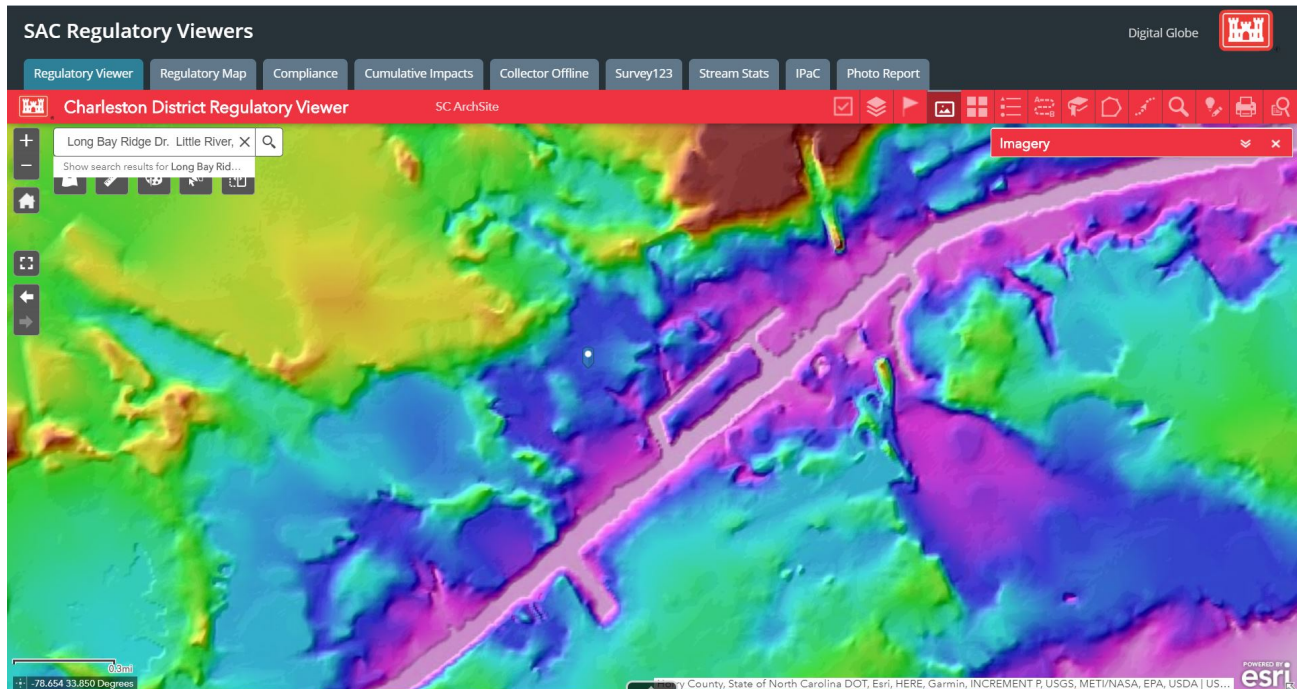 SAC Regulatory Viewers
Digital Globe
Regulatory Viewer Regulatory Map Compliance Cumulative Impacts Collector Offline Survey123 Stream Stats IPaC Photo Report
Charleston District Regulatory Viewer SC ArchSite
Long Bay Ridge Dr. Little River,
Show search results for Long Bay Rid...
Imagery
0.3mi
-78.654 33.850 Degrees
County, State of North Carolina DOT, Esri, HERE, Garmin, INCREMENT P, USGS, METI/NASA, EPA, USDA | US...
POWERED BY
esri